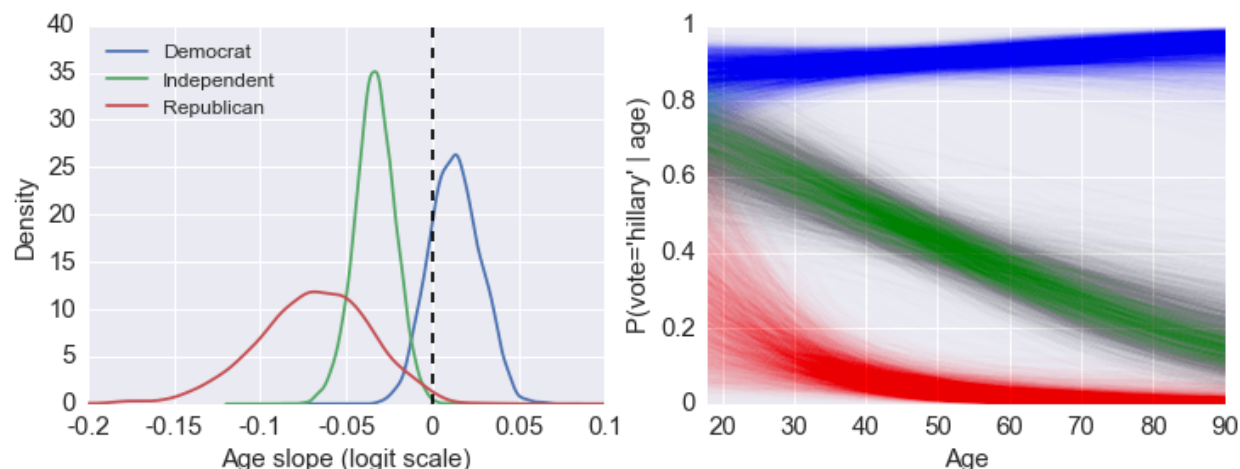 40
35
30
25
20
15
10
5
0
Density
Democrat
Independent
Republican
-0.2 -0.15 -0.1 -0.05 0 0.05 0.1
Age slope (logit scale)
1
0.8
0.6
0.4
0.2
0
P(vote='hillary' | age)
20 30 40 50 60 70 80 90
Age